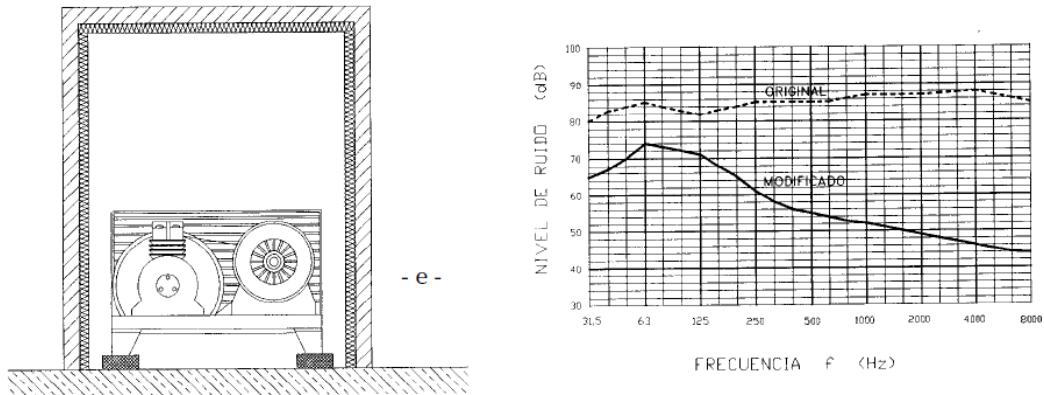 - e -
NIVEL DE RUIDO (dB)
100
90
80
70
60
50
40
30
ORIGINAL
MODIFICADO
31,5 63 125 250 500 1000 2000 4000 8000
FRECUENCIA f (Hz)